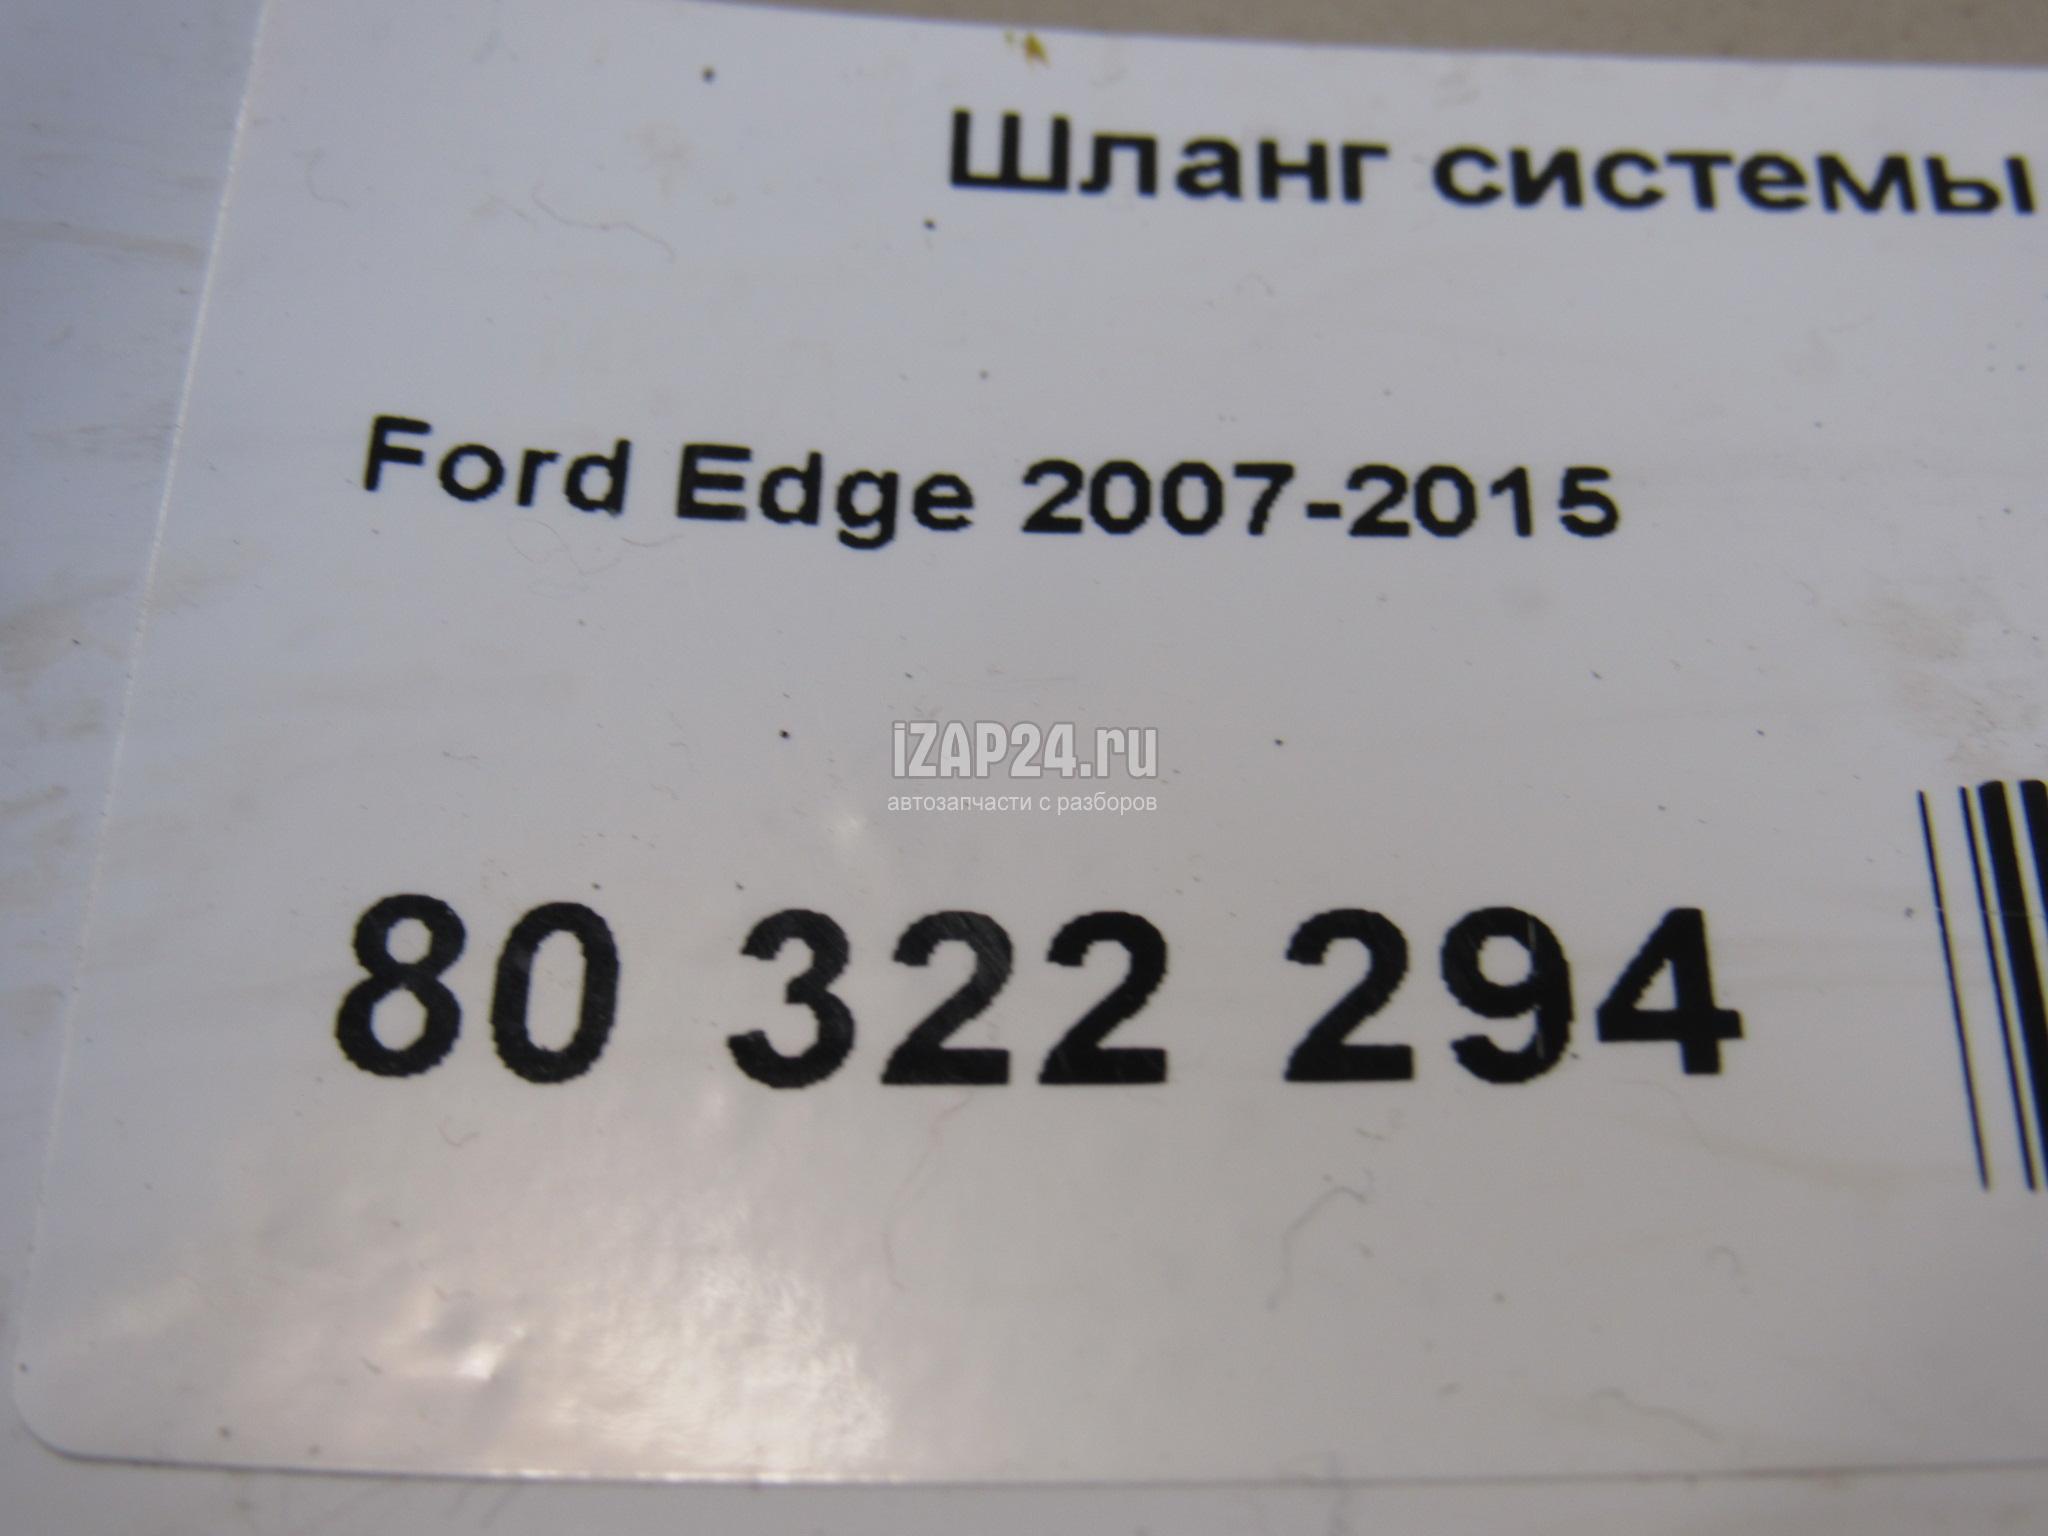 Шланг системы
Ford Edge 2007-2015
iZAP24.ru
автозапчасти с разборов
80 322 294